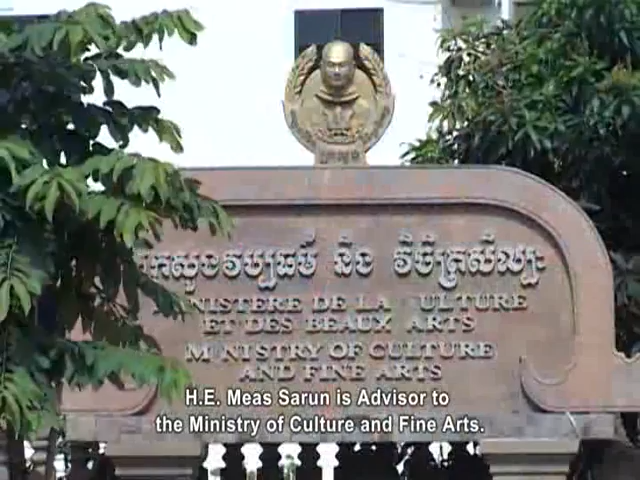 ក្រសួងវប្បធម៌ និង វិចិត្រសិល្បៈ
NISTERE DE LA ULTURE
ET DES BEAUX ARTS
MINISTRY OF CULTURE
AND FINE ARTS
H.E. Meas Sarun is Advisor to
the Ministry of Culture and Fine Arts.